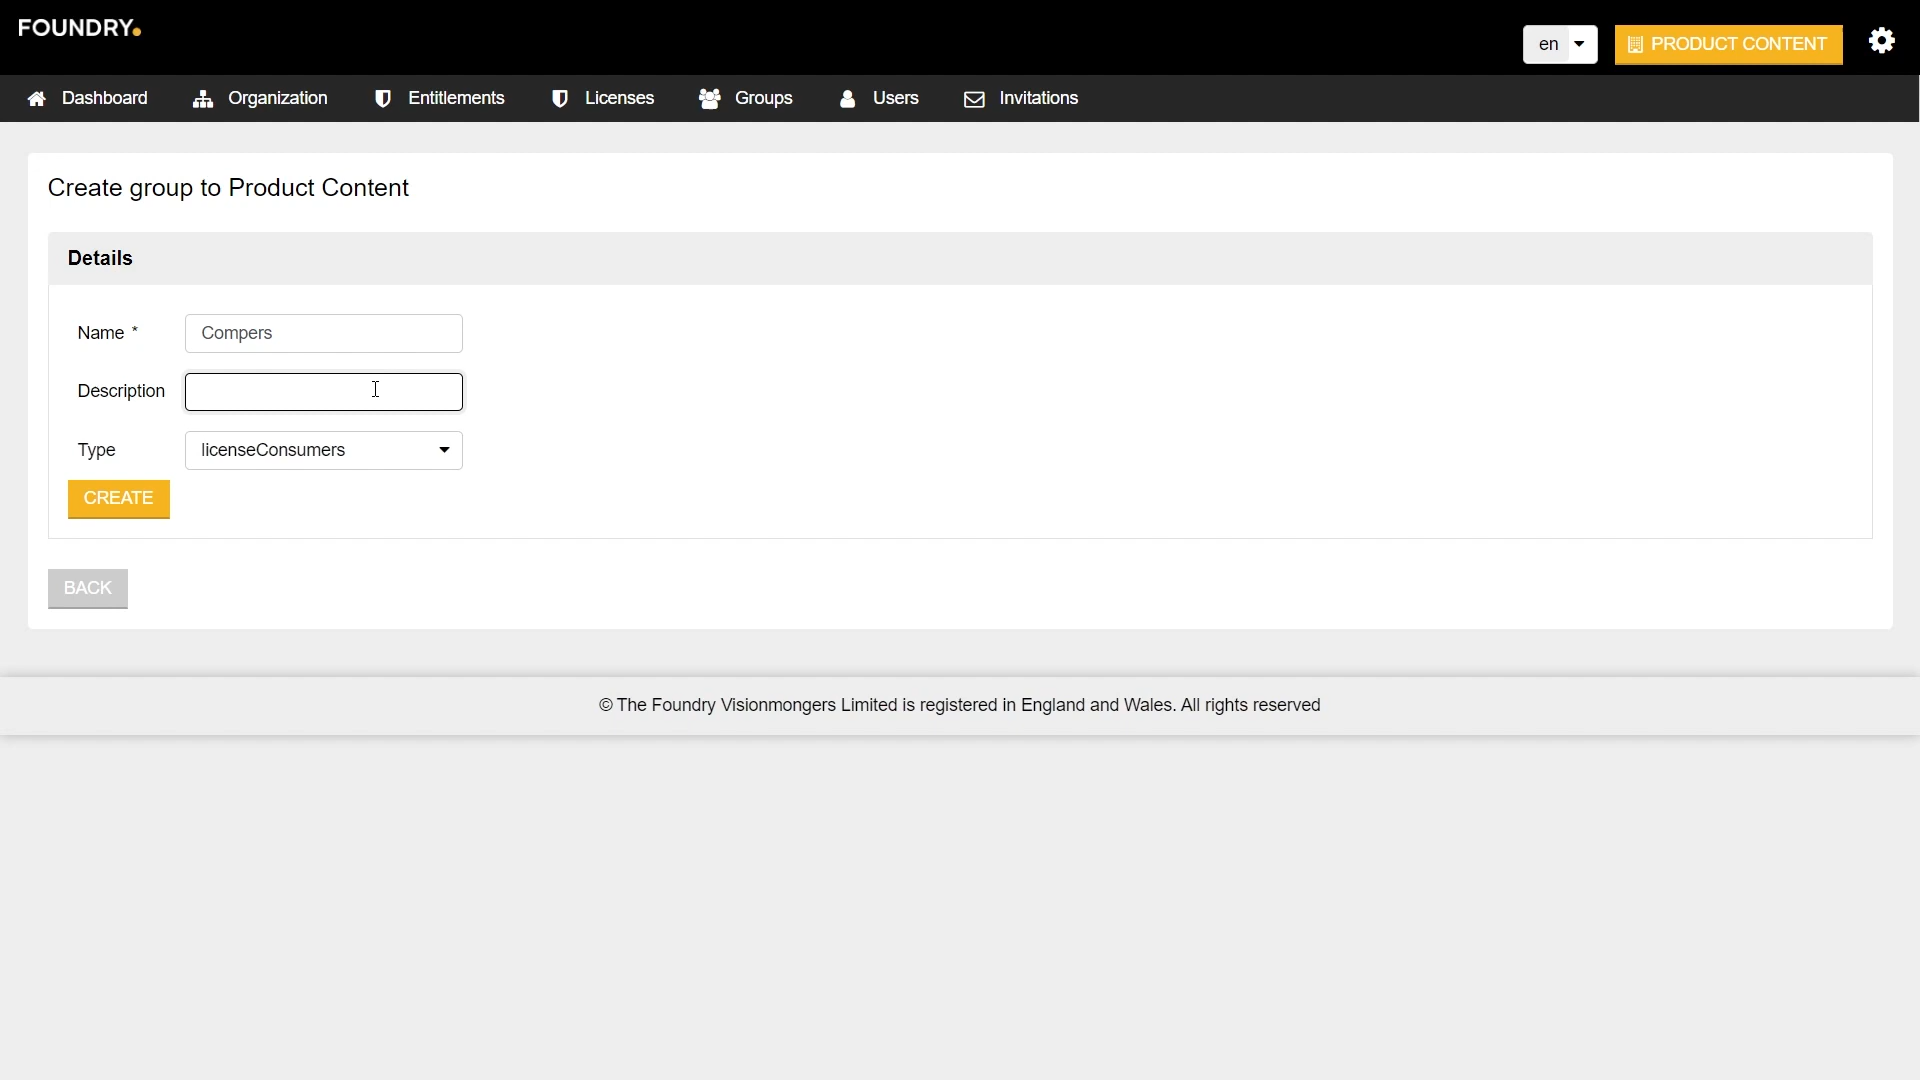 FOUNDRY.
en
PRODUCT CONTENT
Dashboard
Organization
Entitlements
Licenses
Groups
Users
Invitations
Create group to Product Content
Details
Name *
Compers
Description
Type
licenseConsumers
CREATE
BACK
© The Foundry Visionmongers Limited is registered in England and Wales. All rights reserved